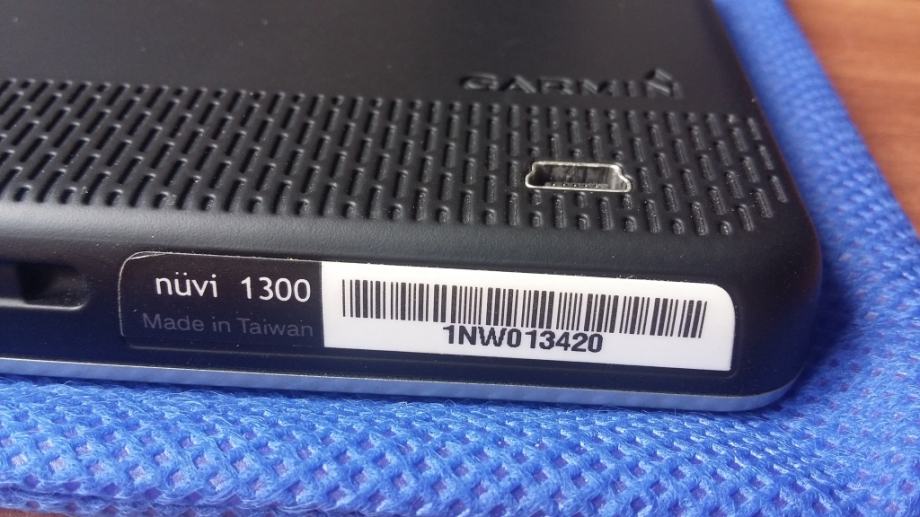 GARMIN
nüvi 1300
Made in Taiwan
1NW013420